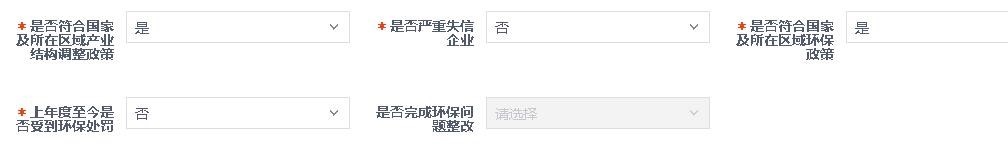 * 是否符合国家
及所在区域产业
结构调整政策
是
* 是否严重失信
企业
否
* 是否符合国家
及所在区域环保
政策
是
* 上年度至今是
否受到环保处罚
否
是否完成环保问
题整改
请选择